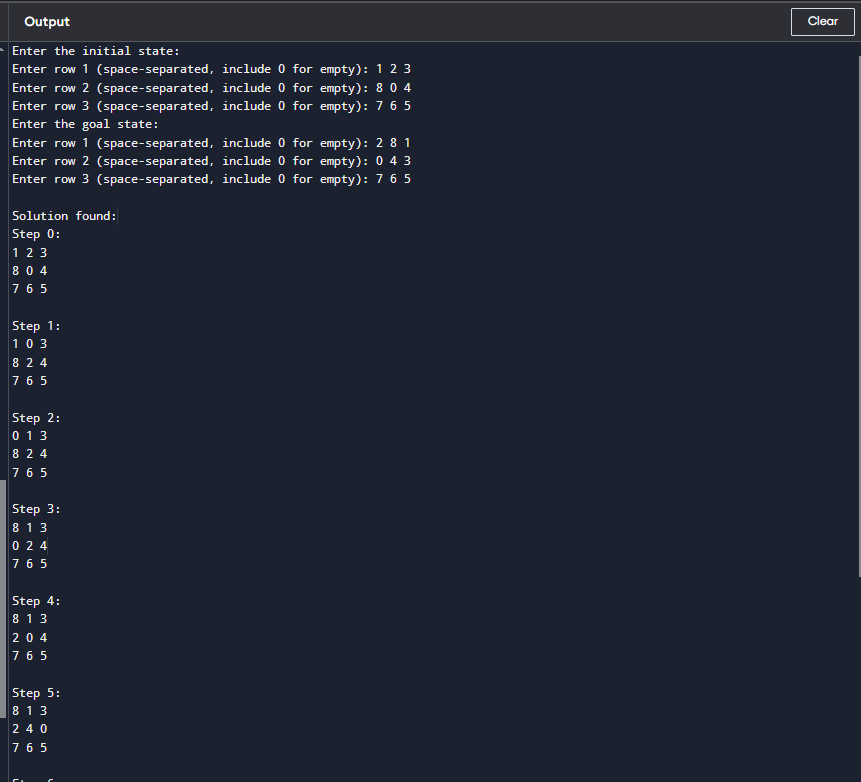 Output
Clear
Enter the initial state:
Enter row 1 (space-separated, include 0 for empty): 1 2 3
Enter row 2 (space-separated, include 0 for empty): 8 0 4
Enter row 3 (space-separated, include 0 for empty): 7 6 5
Enter the goal state:
Enter row 1 (space-separated, include 0 for empty): 2 8 1
Enter row 2 (space-separated, include 0 for empty): 0 4 3
Enter row 3 (space-separated, include 0 for empty): 7 6 5
Solution found:
Step 0:
1 2 3
8 0 4
7 6 5
Step 1:
1 0 3
8 2 4
7 6 5
Step 2:
0 1 3
8 2 4
7 6 5
Step 3:
8 1 3
0 2 4
7 6 5
Step 4:
8 1 3
2 0 4
7 6 5
Step 5:
8 1 3
2 4 0
7 6 5